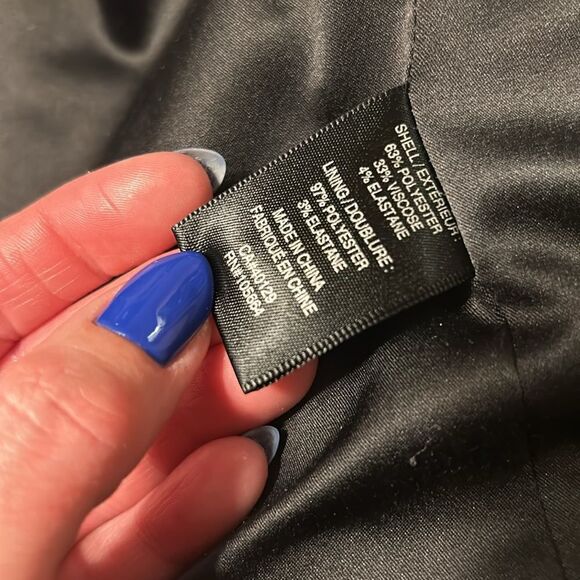 SHELL / EXTERIEUR
63% POLYESTER
33% VISCOSE
4% ELASTANE
LINING / DOUBLURE :
97% POLYESTER
3% ELASTANE
MADE IN CHINA
FABRIQUÉ EN CHINE